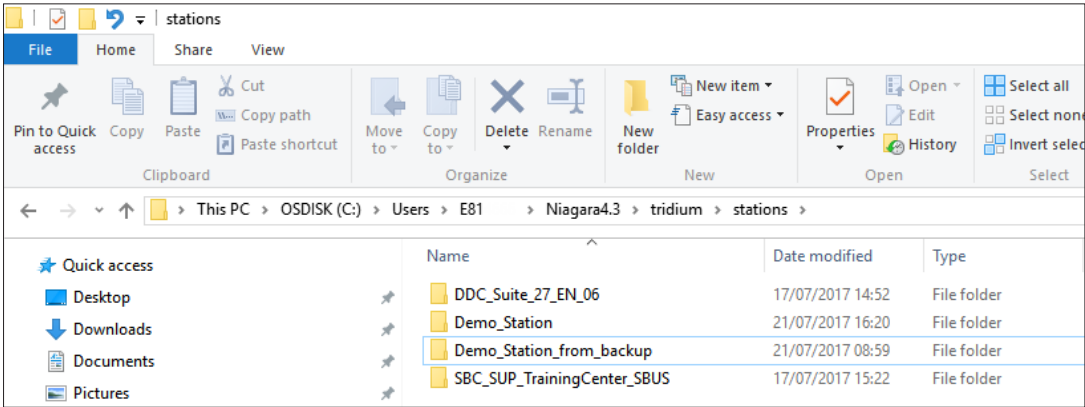 stations
File Home Share View
Pin to Quick access
Copy
Paste
Cut
Copy path
Paste shortcut
Clipboard
Move to
Copy to
Delete
Rename
Organize
New folder
New item
Easy access
New
Properties
Open
Edit
History
Open
Select all
Select none
Invert selec
Select
This PC > OSDISK (C:) > Users > E81 > Niagara4.3 > tridium > stations >
Name Date modified Type
Quick access
Desktop
Downloads
Documents
Pictures
DDC_Suite_27_EN_06 17/07/2017 14:52 File folder
Demo_Station 21/07/2017 16:20 File folder
Demo_Station_from_backup 21/07/2017 08:59 File folder
SBC_SUP_TrainingCenter_SBUS 17/07/2017 15:22 File folder